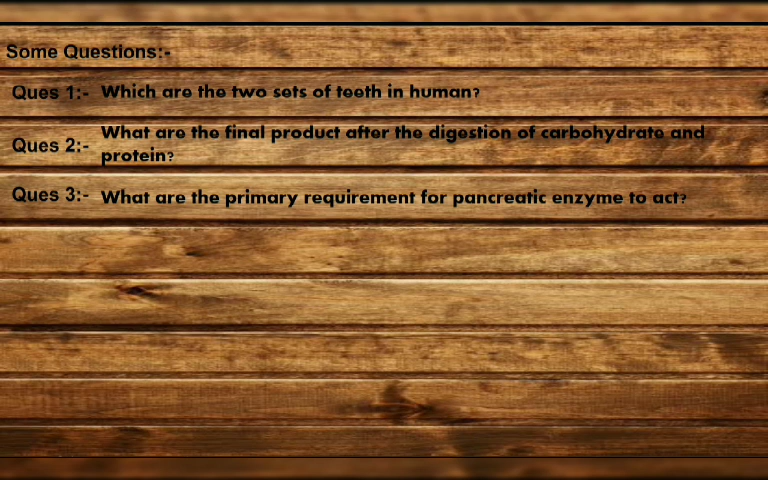 Some Questions:-
Ques 1:- Which are the two sets of teeth in human?
Ques 2:- What are the final product after the digestion of carbohydrate and
protein?
Ques 3:- What are the primary requirement for pancreatic enzyme to act?